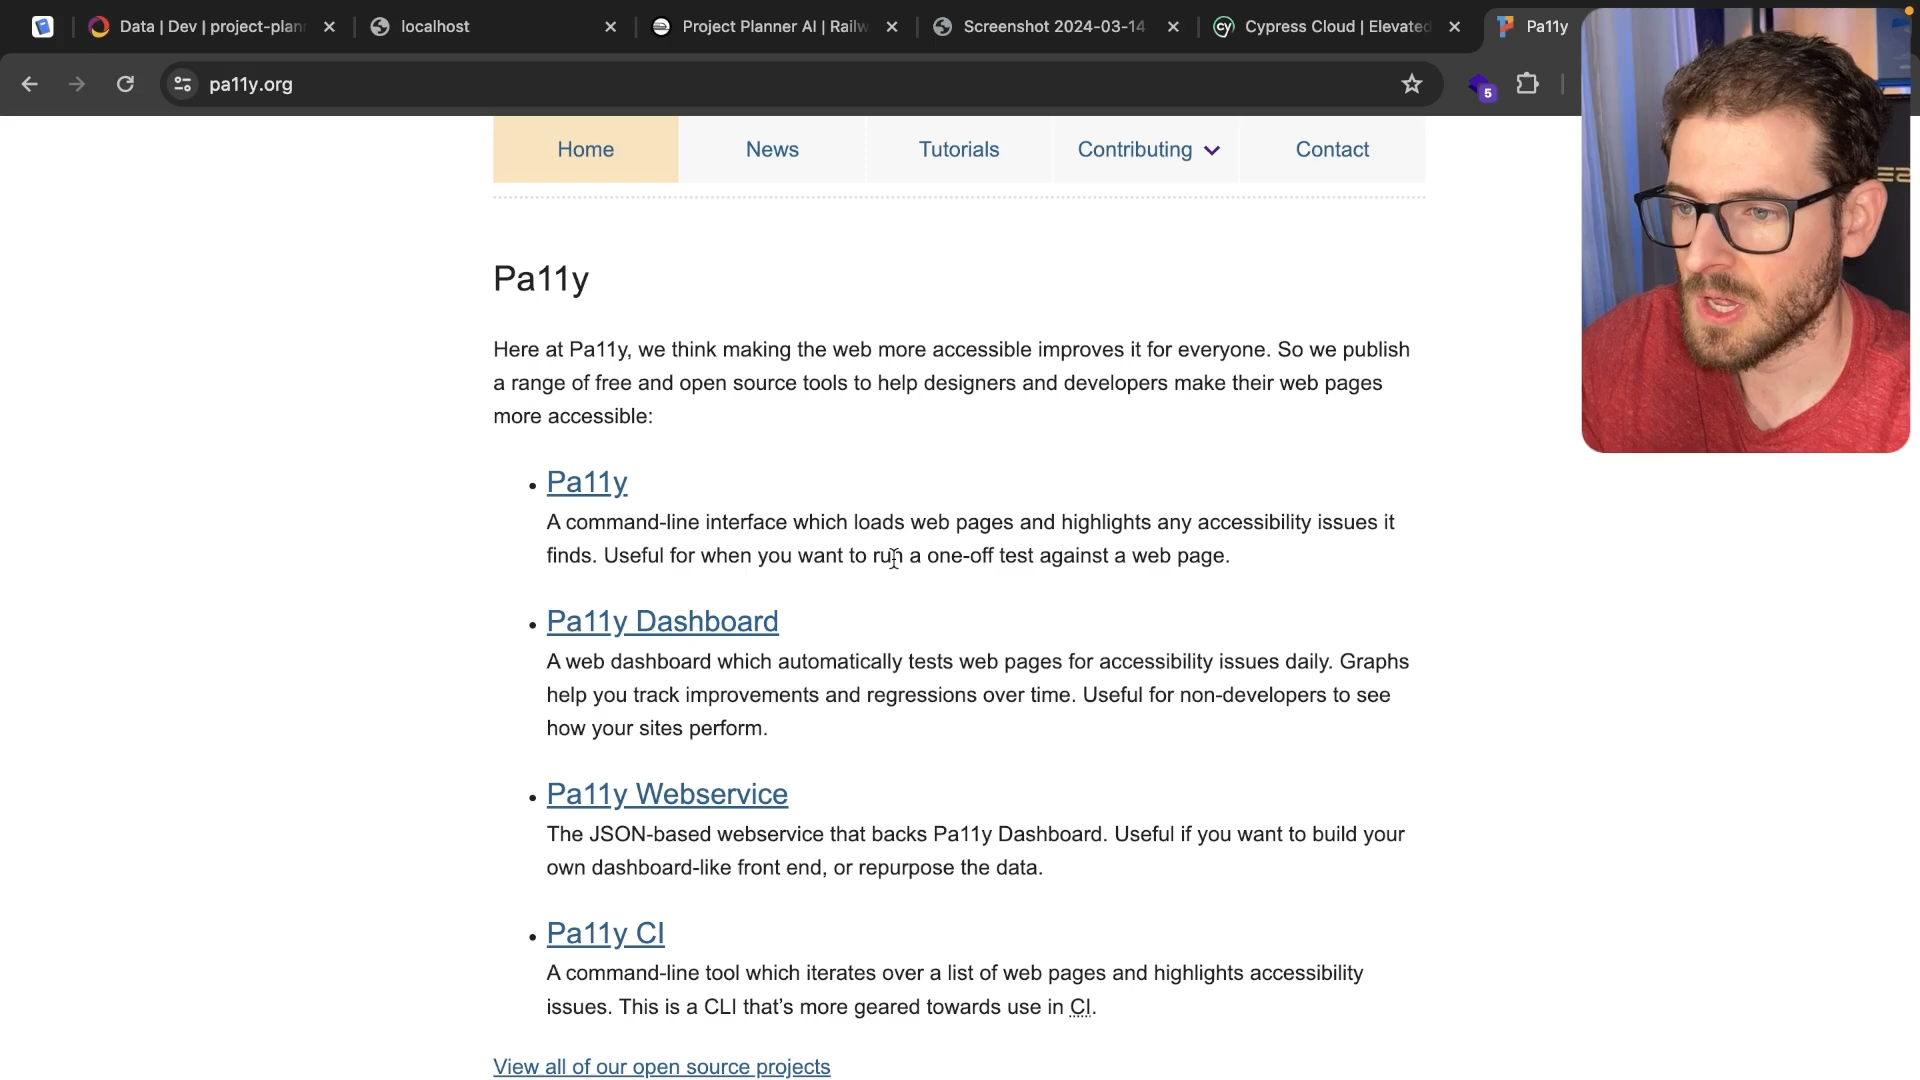 Data | Dev | project-plan
localhost
Project Planner AI | Railw
Screenshot 2024-03-14
Cypress Cloud | Elevated
Pa11y
pa11y.org
5
Home
News
Tutorials
Contributing
Contact
Pa11y
Here at Pa11y, we think making the web more accessible improves it for everyone. So we publish
a range of free and open source tools to help designers and developers make their web pages
more accessible:
• Pa11y
A command-line interface which loads web pages and highlights any accessibility issues it
finds. Useful for when you want to run a one-off test against a web page.
• Pa11y Dashboard
A web dashboard which automatically tests web pages for accessibility issues daily. Graphs
help you track improvements and regressions over time. Useful for non-developers to see
how your sites perform.
• Pa11y Webservice
The JSON-based webservice that backs Pa11y Dashboard. Useful if you want to build your
own dashboard-like front end, or repurpose the data.
• Pa11y CI
A command-line tool which iterates over a list of web pages and highlights accessibility
issues. This is a CLI that's more geared towards use in CI.
View all of our open source projects